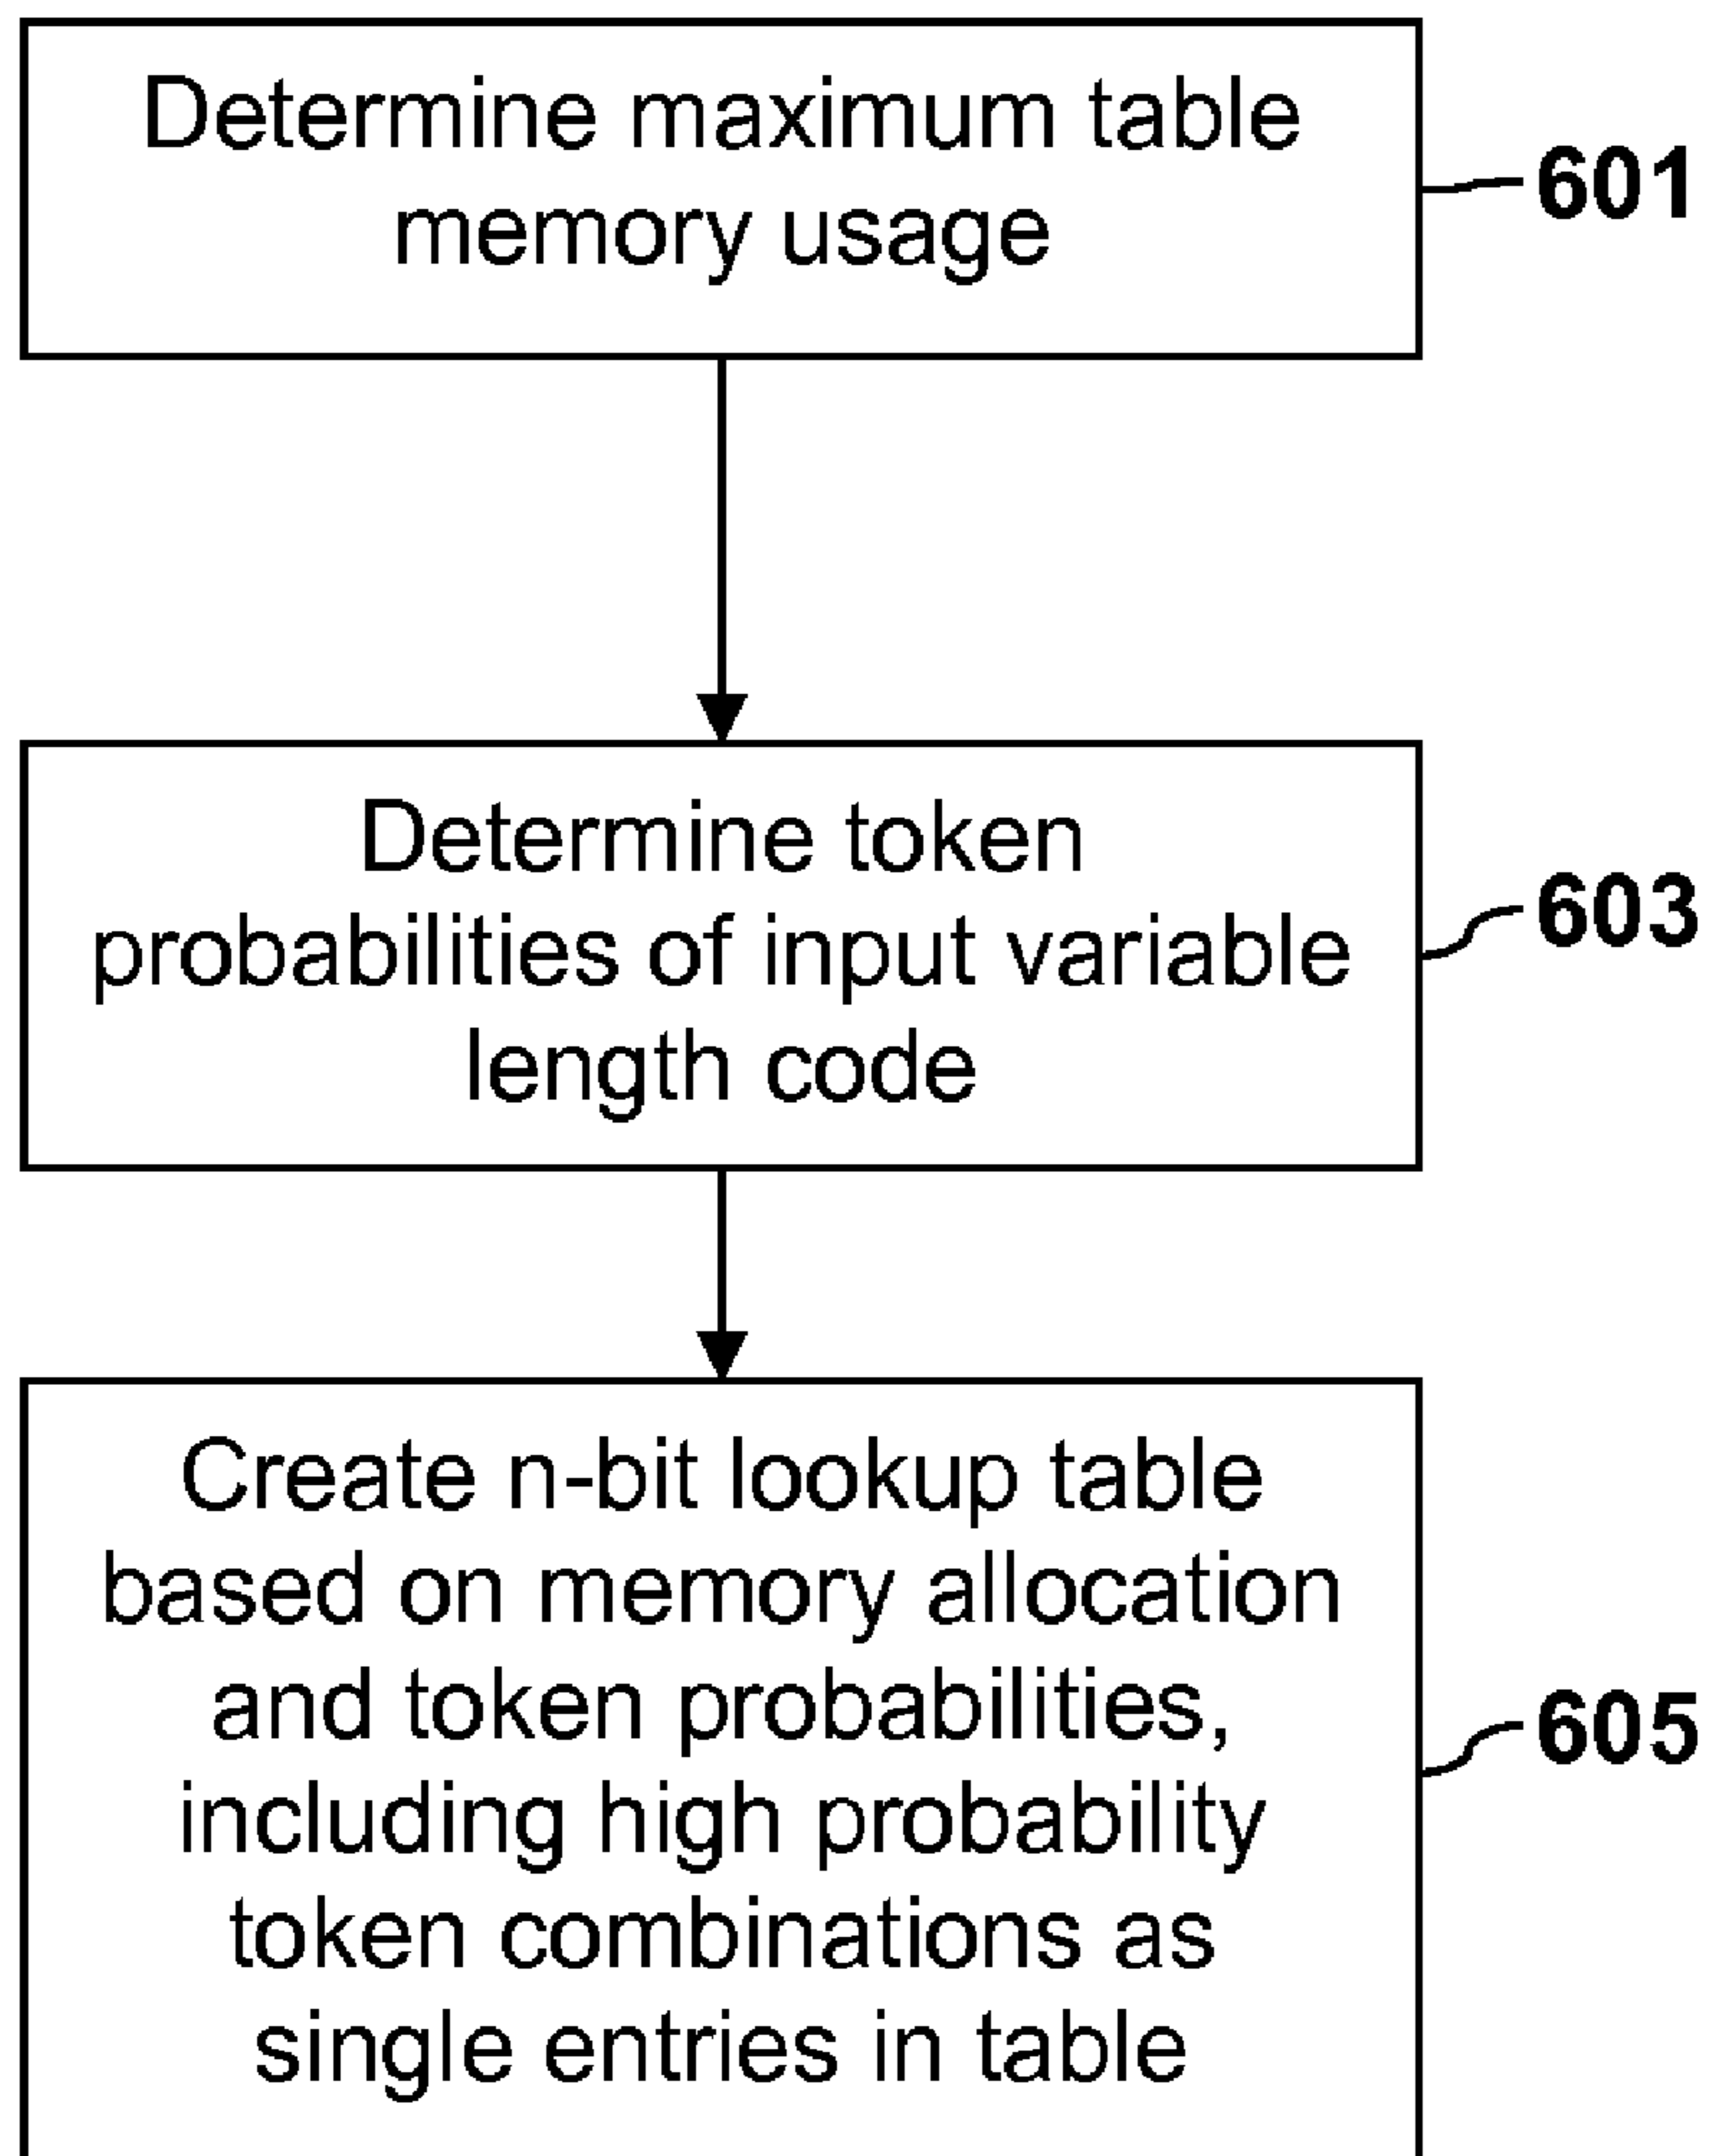 Determine maximum table
memory usage
601
Determine token
probabilities of input variable
length code
603
Create n-bit lookup table
based on memory allocation
and token probabilities,
including high probability
token combinations as
single entries in table
605